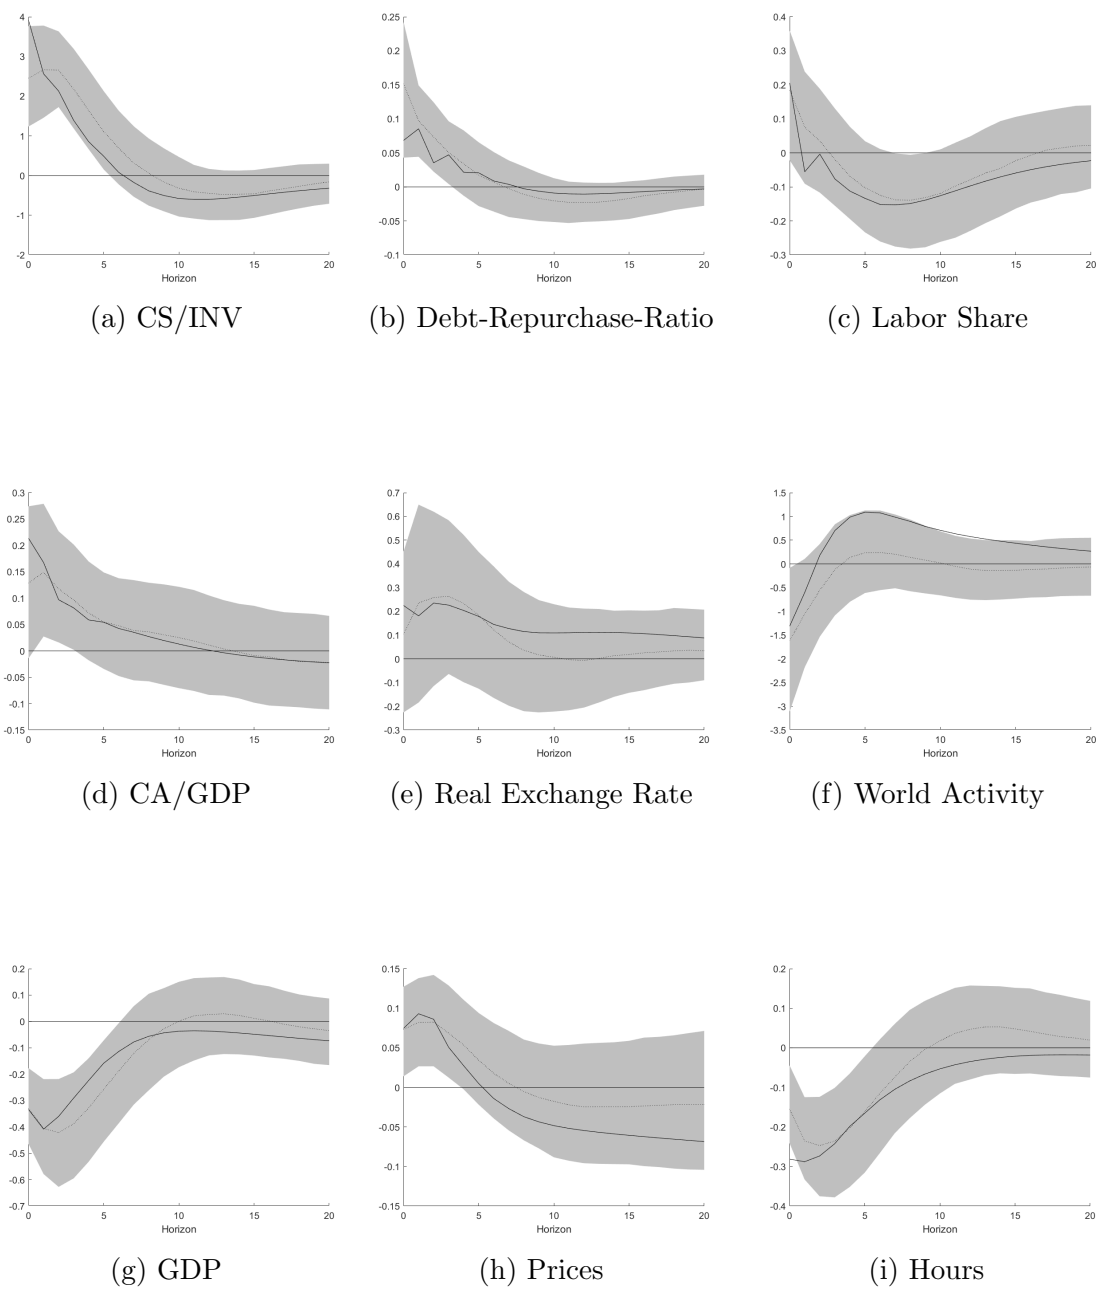 4
3
2
1
0
-1
-2
0 5 10 15 20
Horizon
(a) CS/INV
0.25
0.2
0.15
0.1
0.05
0
-0.05
-0.1
0 5 10 15 20
Horizon
(b) Debt-Repurchase-Ratio
0.4
0.3
0.2
0.1
0
-0.1
-0.2
-0.3
0 5 10 15 20
Horizon
(c) Labor Share
0.3
0.25
0.2
0.15
0.1
0.05
0
-0.05
-0.1
-0.15
0 5 10 15 20
Horizon
(d) CA/GDP
0.7
0.6
0.5
0.4
0.3
0.2
0.1
0
-0.1
-0.2
-0.3
0 5 10 15 20
Horizon
(e) Real Exchange Rate
1.5
1
0.5
0
-0.5
-1
-1.5
-2
-2.5
-3
-3.5
0 5 10 15 20
Horizon
(f) World Activity
0.2
0.1
0
-0.1
-0.2
-0.3
-0.4
-0.5
-0.6
-0.7
0 5 10 15 20
Horizon
(g) GDP
0.15
0.1
0.05
0
-0.05
-0.1
-0.15
0 5 10 15 20
Horizon
(h) Prices
0.2
0.1
0
-0.1
-0.2
-0.3
-0.4
0 5 10 15 20
Horizon
(i) Hours